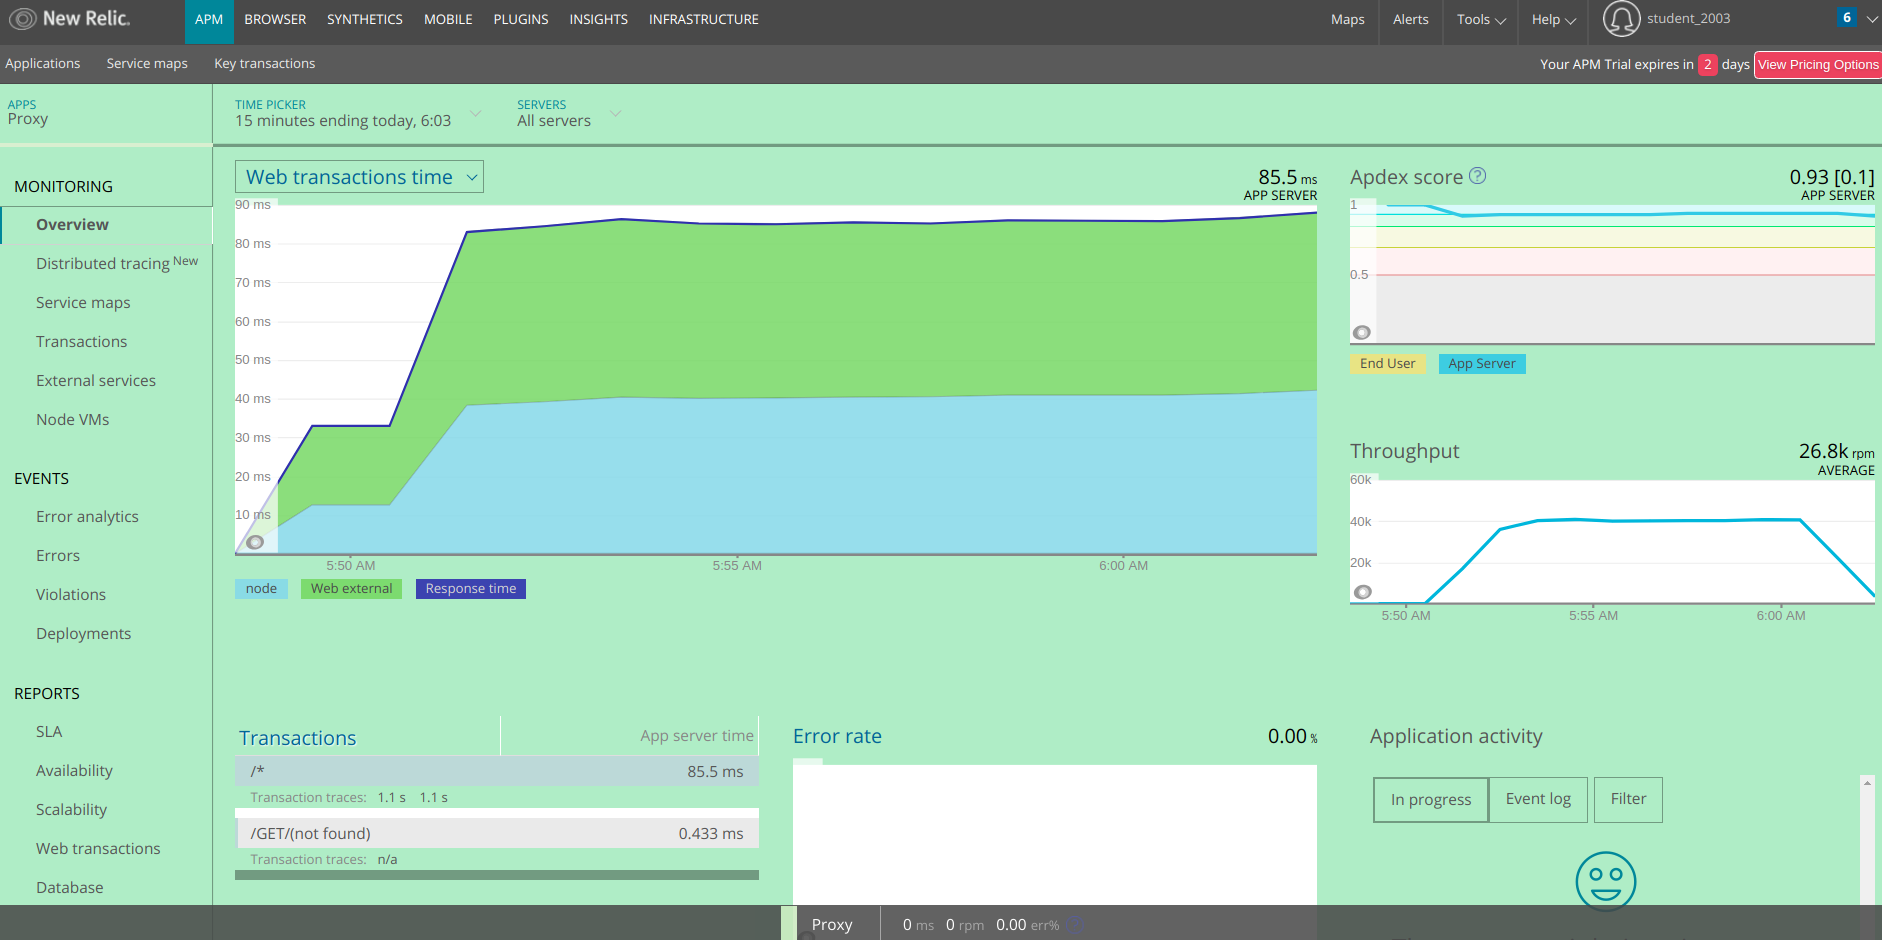 New Relic.
APM BROWSER SYNTHETICS MOBILE PLUGINS INSIGHTS INFRASTRUCTURE
Maps Alerts Tools Help student_2003 6
Applications Service maps Key transactions
Your APM Trial expires in 2 days View Pricing Options
APPS
Proxy
TIME PICKER
15 minutes ending today, 6:03
SERVERS
All servers
MONITORING
Overview
Distributed tracing New
Service maps
Transactions
External services
Node VMs
EVENTS
Error analytics
Errors
Violations
Deployments
REPORTS
SLA
Availability
Scalability
Web transactions
Database
Web transactions time
85.5 ms
APP SERVER
90 ms
80 ms
70 ms
60 ms
50 ms
40 ms
30 ms
20 ms
10 ms
5:50 AM 5:55 AM 6:00 AM
node Web external Response time
Apdex score ?
0.93 [0.1]
APP SERVER
1
0.5
End User App Server
Throughput
26.8k rpm
AVERAGE
60k
40k
20k
5:50 AM 5:55 AM 6:00 AM
Transactions App server time
/* 85.5 ms
Transaction traces: 1.1 s 1.1 s
/GET/(not found) 0.433 ms
Transaction traces: n/a
Error rate 0.00 %
Application activity
In progress Event log Filter
Proxy 0 ms 0 rpm 0.00 err%